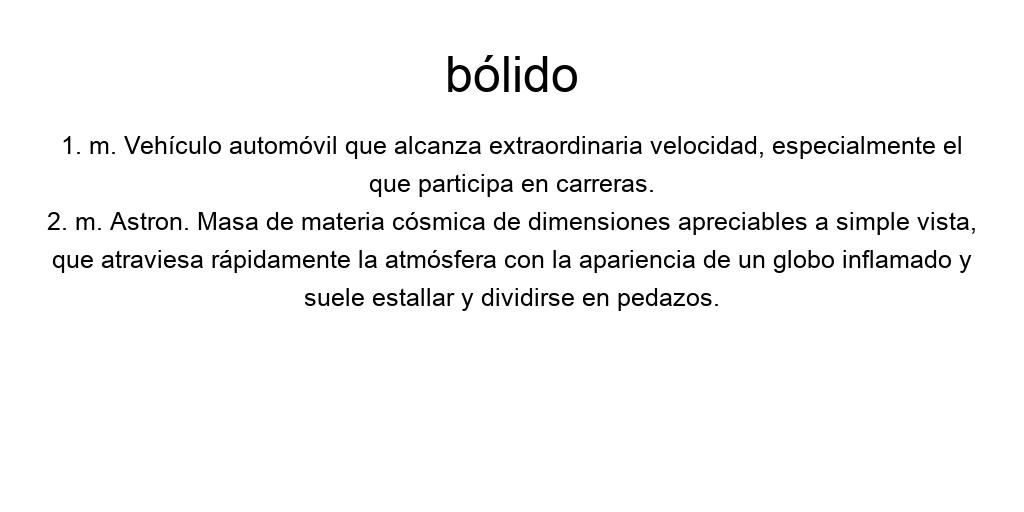 bólido
1. m. Vehículo automóvil que alcanza extraordinaria velocidad, especialmente el
que participa en carreras.
2. m. Astron. Masa de materia cósmica de dimensiones apreciables a simple vista,
que atraviesa rápidamente la atmósfera con la apariencia de un globo inflamado y
suele estallar y dividirse en pedazos.